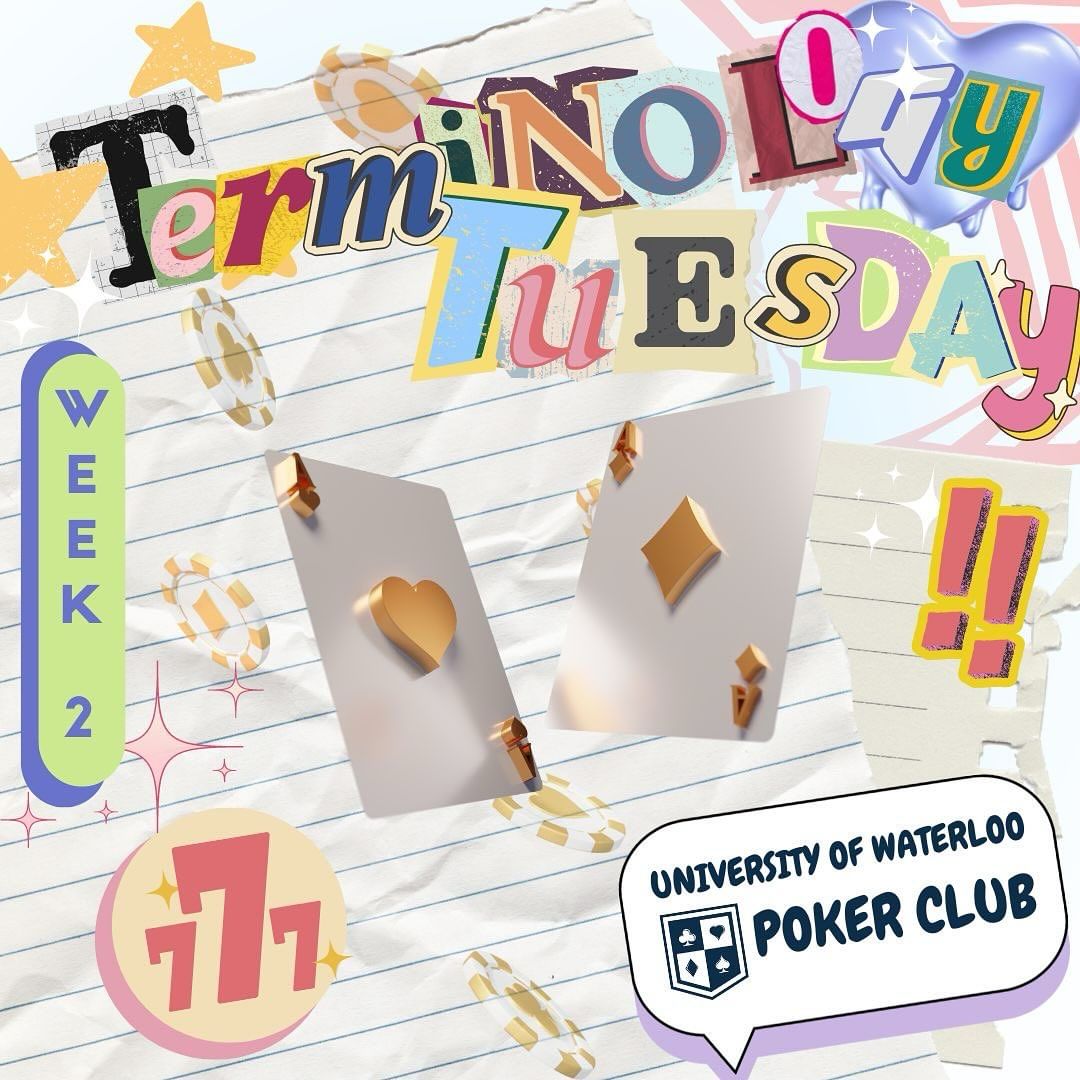 TermiNOlOgy
TuESDAy
WEEK 2
!!
A
A
A
A
777
UNIVERSITY OF WATERLOO
POKER CLUB